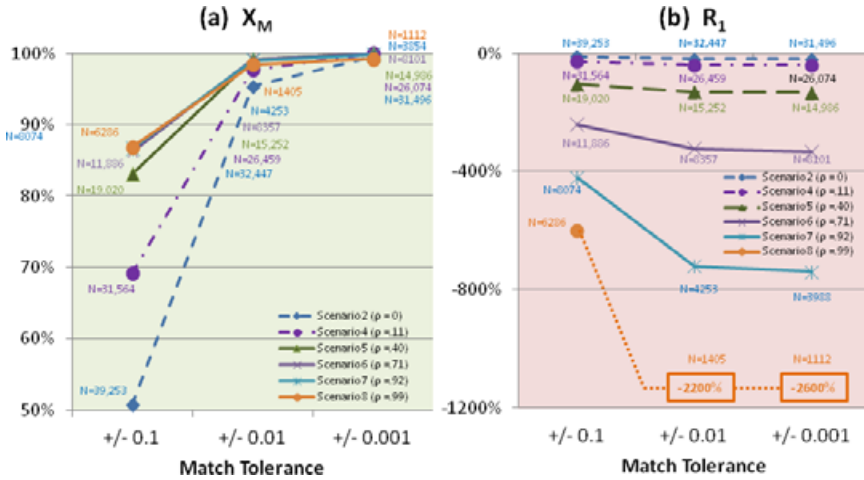 (a) X_M
100%
90%
80%
70%
60%
50%
N=1112
N=3854
N=8101
N=14,986
N=26,074
N=31,496
N=1405
N=4253
N=8357
N=15,252
N=26,459
N=32,447
N=8074
N=6286
N=11,886
N=19,020
N=31,564
N=39,253
Scenario2 (ρ = 0)
Scenario4 (ρ =.11)
Scenario5 (ρ =.40)
Scenario6 (ρ =.71)
Scenario7 (ρ =.92)
Scenario8 (ρ =.99)
+/- 0.1
+/- 0.01
+/- 0.001
Match Tolerance
(b) R_1
0%
-400%
-800%
-1200%
N=39,253
N=32,447
N=31,496
N=31,564
N=26,459
N=26,074
N=19,020
N=15,252
N=14,986
N=11,886
N=8357
N=8101
Scenario2 (ρ = 0)
Scenario4 (ρ =.11)
Scenario5 (ρ =.40)
Scenario6 (ρ =.71)
Scenario7 (ρ =.92)
Scenario8 (ρ =.99)
N=8074
N=6286
N=4253
N=3988
N=1405
N=1112
-2200%
-2600%
+/- 0.1
+/- 0.01
+/- 0.001
Match Tolerance